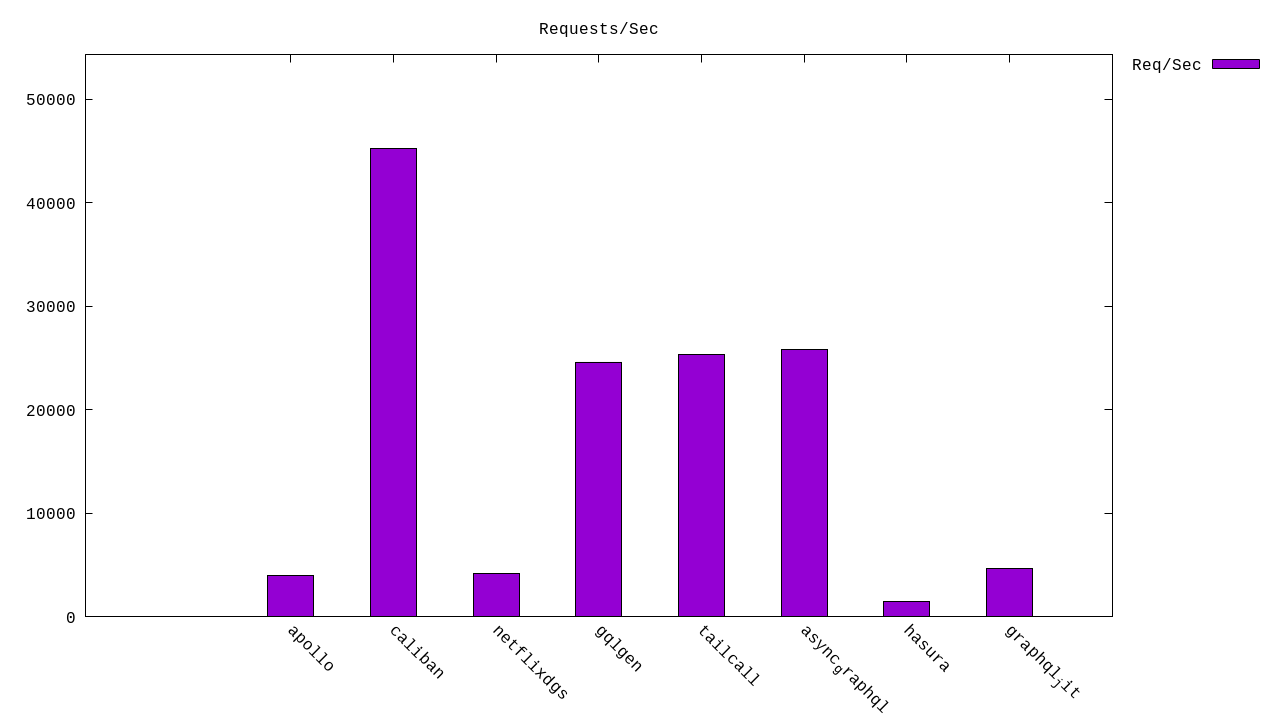 Requests/Sec
Req/Sec
50000
40000
30000
20000
10000
0
apollo
caliban
netflixdgs
gqlgen
tailcall
async_graphql
hasura
graphql_jit